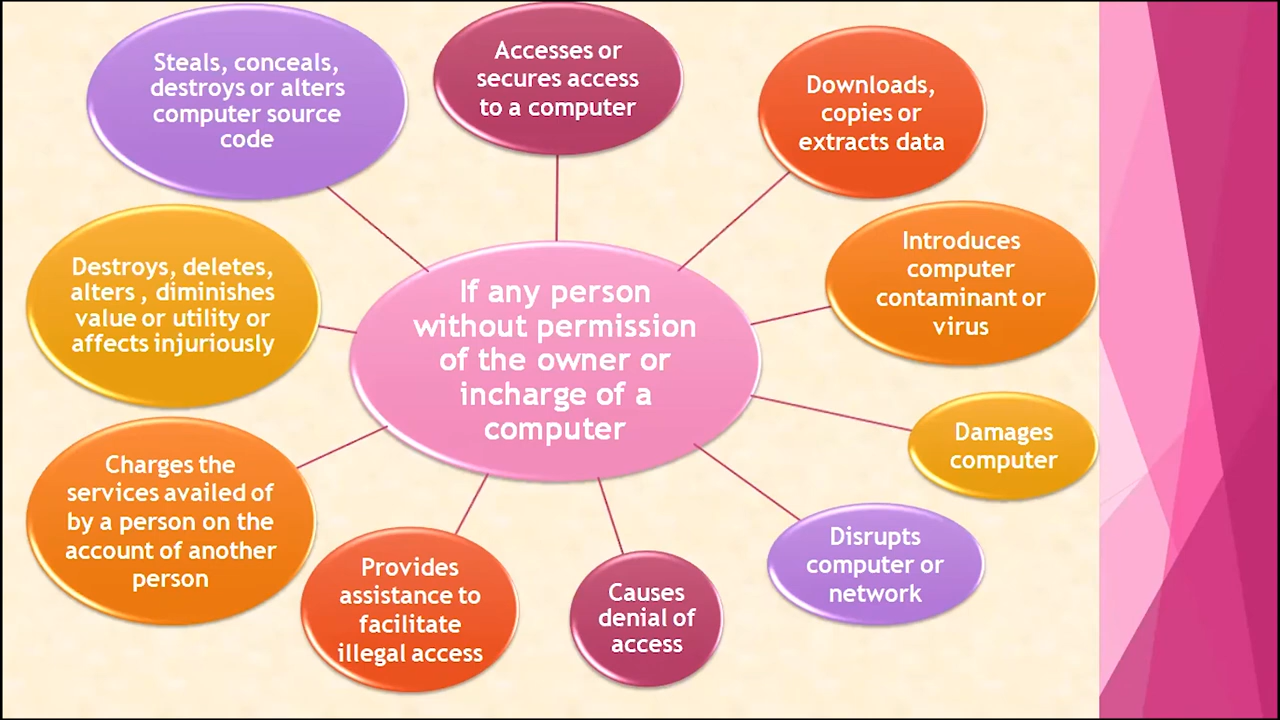 Steals, conceals,
destroys or alters
computer source
code
Accesses or
secures access
to a computer
Downloads,
copies or
extracts data
Introduces
computer
contaminant or
virus
Damages
computer
Disrupts
computer or
network
Causes
denial of
access
Provides
assistance to
facilitate
illegal access
Charges the
services availed of
by a person on the
account of another
person
Destroys, deletes,
alters , diminishes
value or utility or
affects injuriously
If any person
without permission
of the owner or
incharge of a
computer